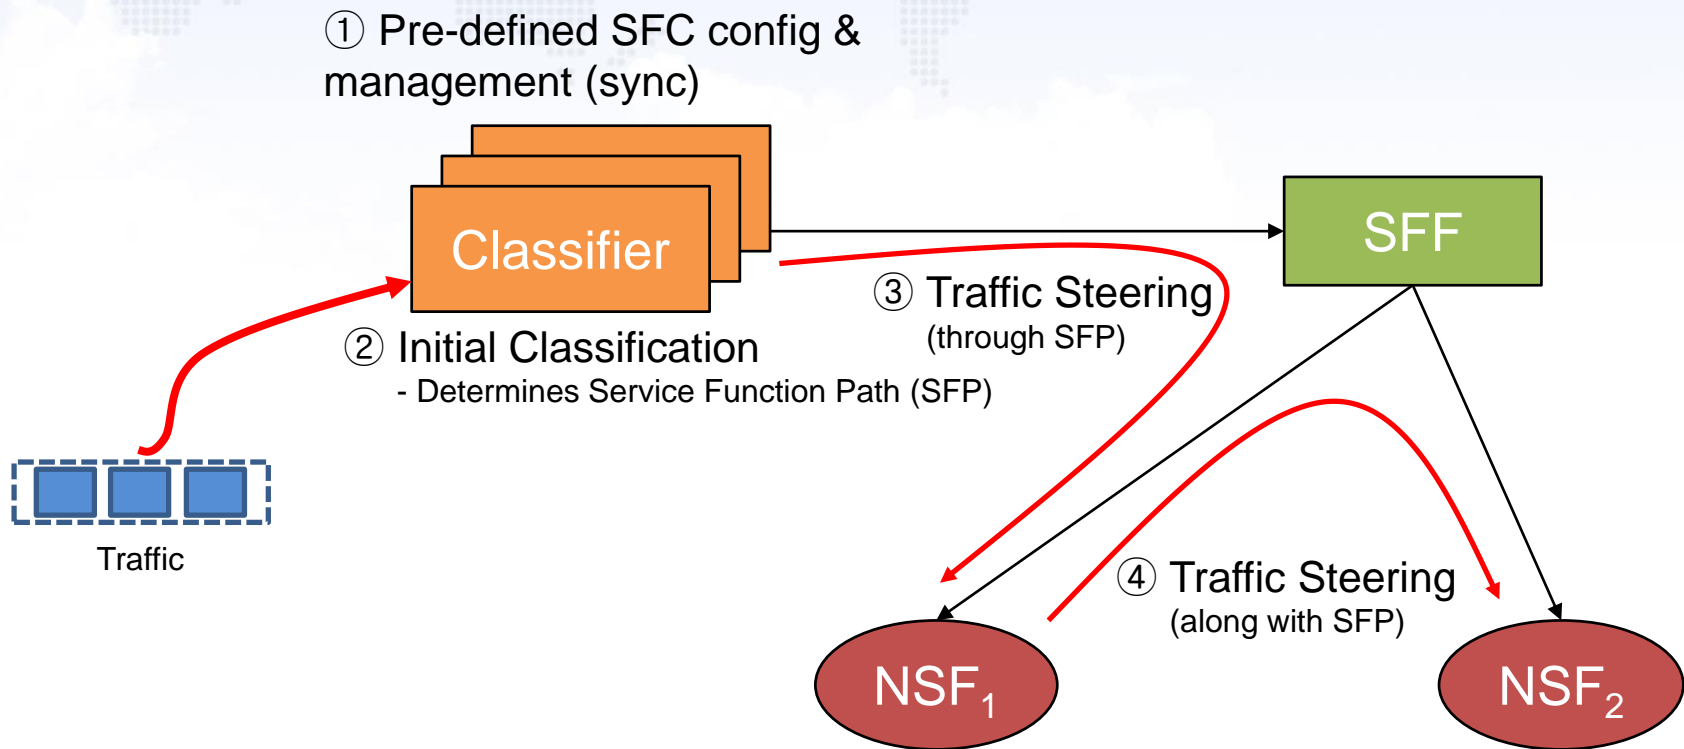 ① Pre-defined SFC config &
management (sync)
Classifier
SFF
③ Traffic Steering
(through SFP)
② Initial Classification
- Determines Service Function Path (SFP)
Traffic
④ Traffic Steering
(along with SFP)
NSF₁
NSF₂